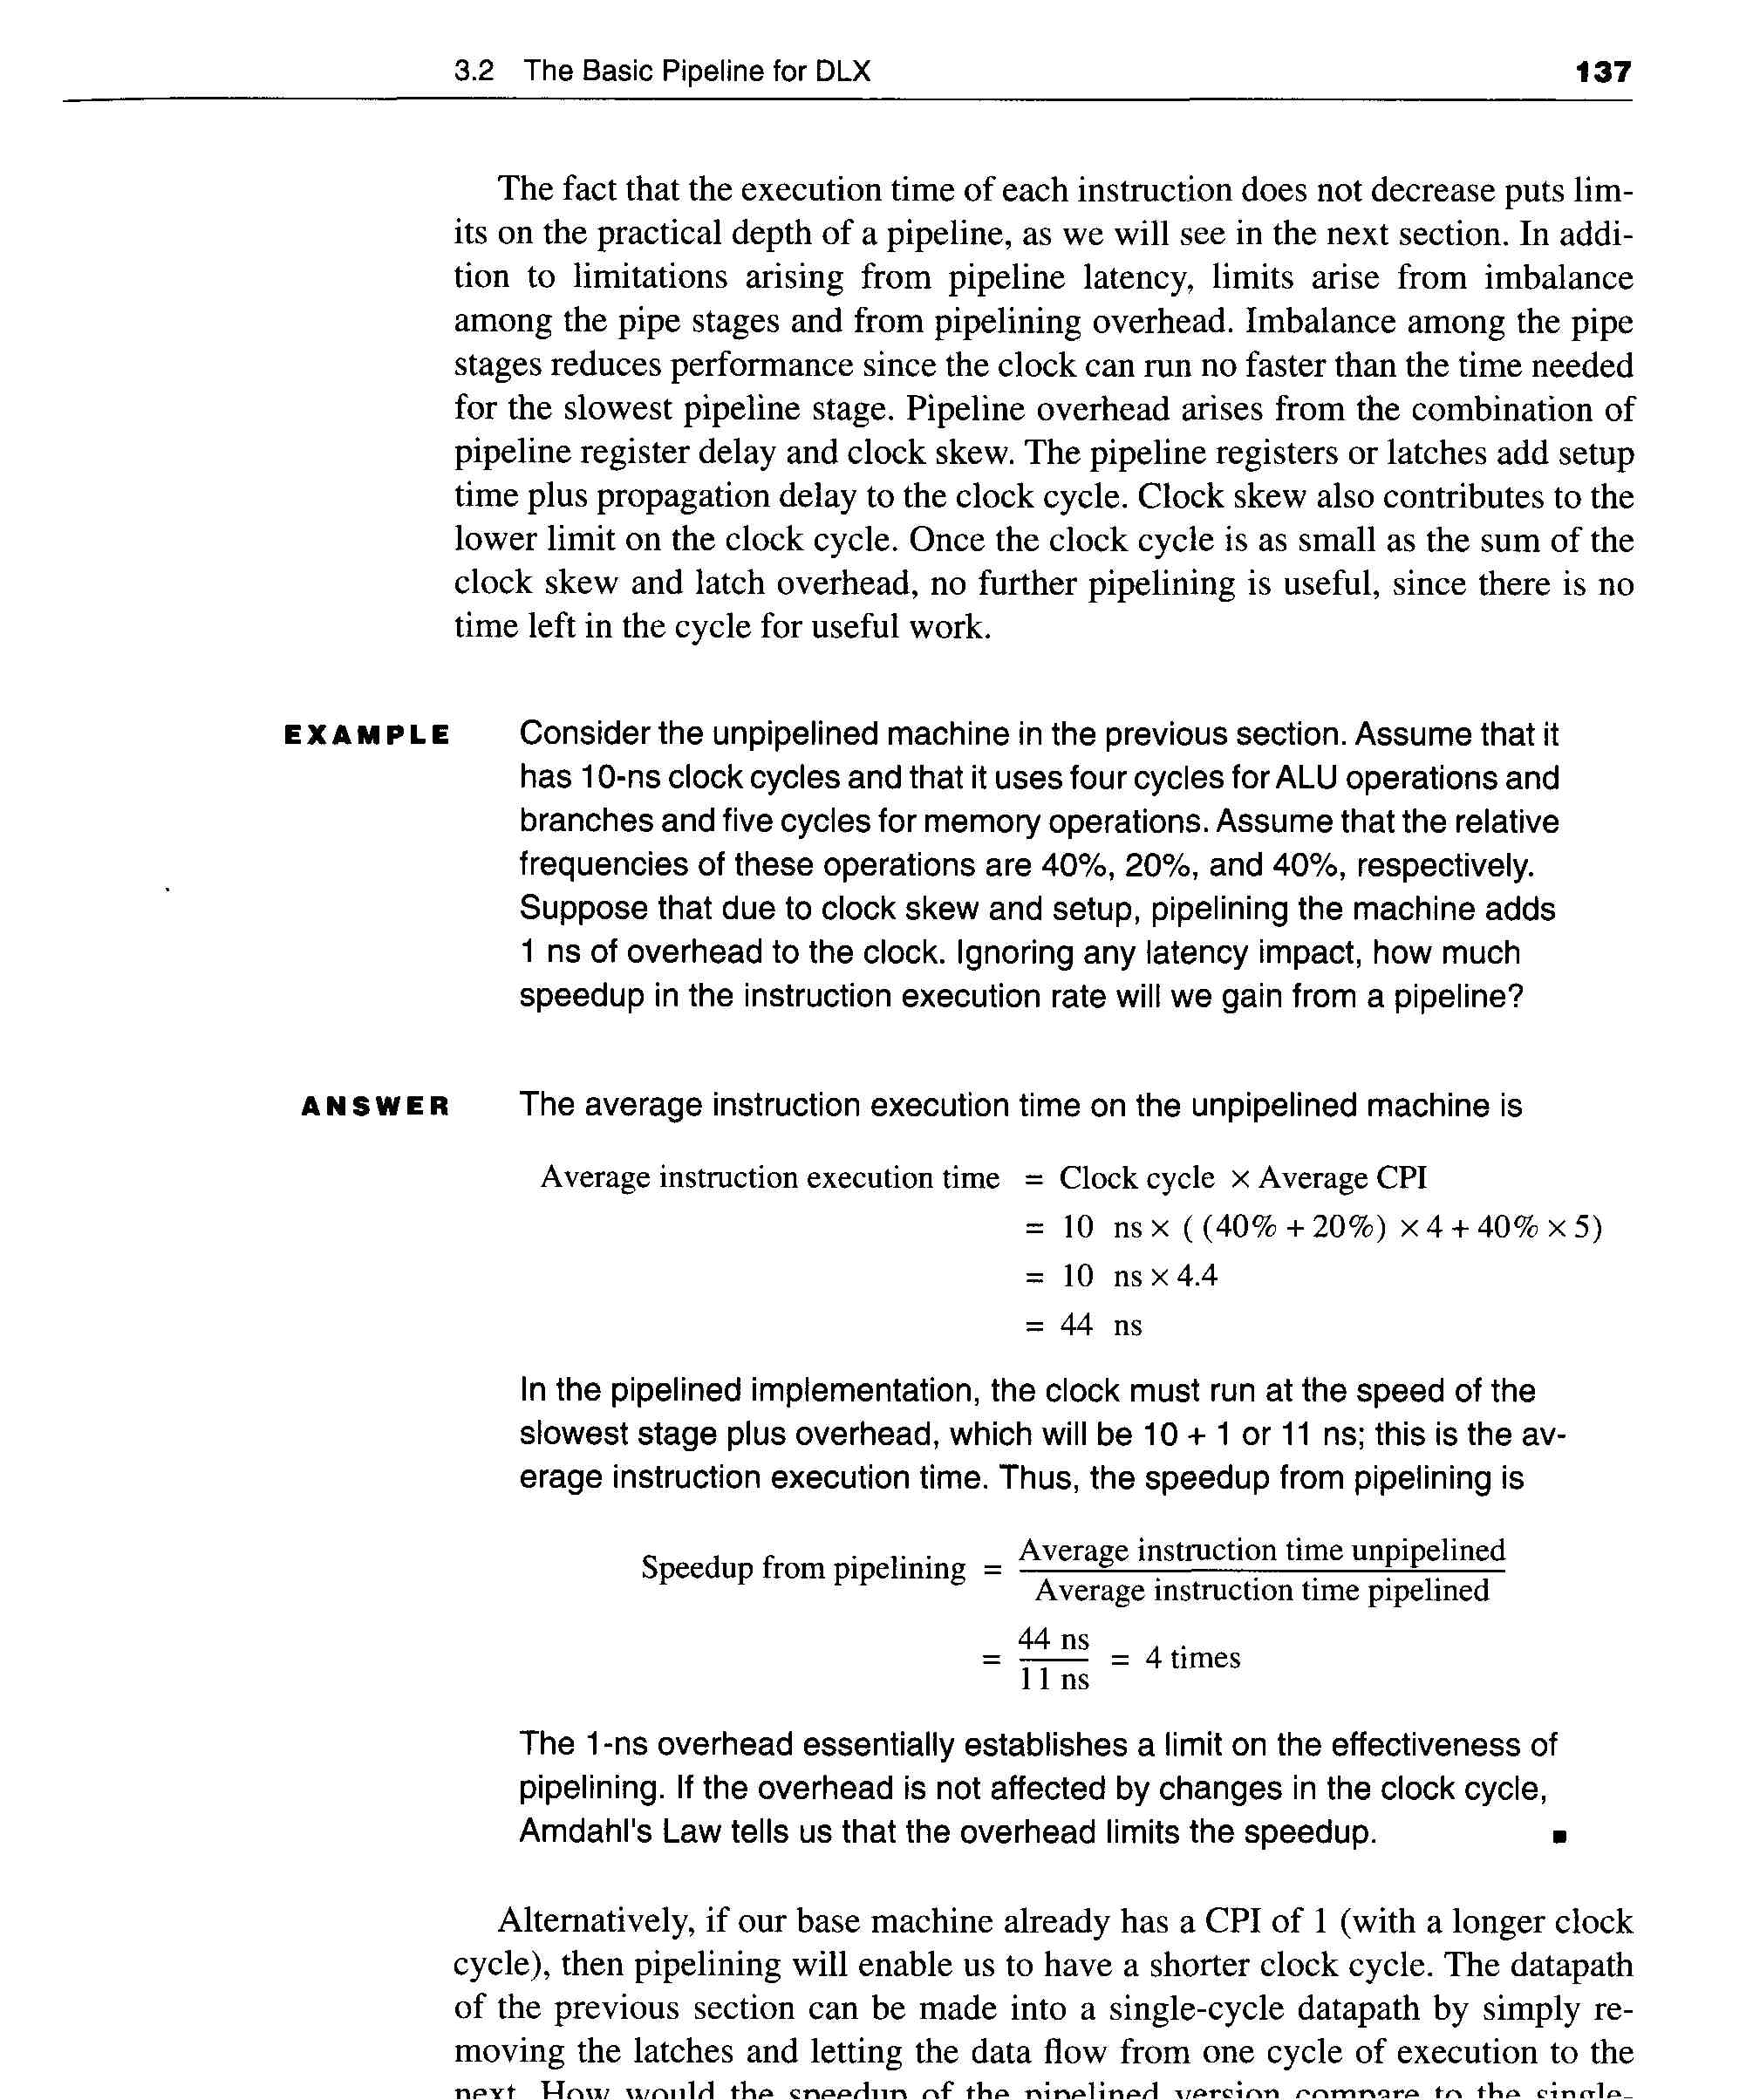 3.2 The Basic Pipeline for DLX 137
The fact that the execution time of each instruction does not decrease puts lim-
its on the practical depth of a pipeline, as we will see in the next section. In addi-
tion to limitations arising from pipeline latency, limits arise from imbalance
among the pipe stages and from pipelining overhead. Imbalance among the pipe
stages reduces performance since the clock can run no faster than the time needed
for the slowest pipeline stage. Pipeline overhead arises from the combination of
pipeline register delay and clock skew. The pipeline registers or latches add setup
time plus propagation delay to the clock cycle. Clock skew also contributes to the
lower limit on the clock cycle. Once the clock cycle is as small as the sum of the
clock skew and latch overhead, no further pipelining is useful, since there is no
time left in the cycle for useful work.
EXAMPLE Consider the unpipelined machine in the previous section. Assume that it
has 10-ns clock cycles and that it uses four cycles for ALU operations and
branches and five cycles for memory operations. Assume that the relative
frequencies of these operations are 40%, 20%, and 40%, respectively.
Suppose that due to clock skew and setup, pipelining the machine adds
1 ns of overhead to the clock. Ignoring any latency impact, how much
speedup in the instruction execution rate will we gain from a pipeline?
ANSWER The average instruction execution time on the unpipelined machine is
Average instruction execution time = Clock cycle × Average CPI
= 10 ns × ( (40% + 20%) × 4 + 40% × 5)
= 10 ns × 4.4
= 44 ns
In the pipelined implementation, the clock must run at the speed of the
slowest stage plus overhead, which will be 10 + 1 or 11 ns; this is the av-
erage instruction execution time. Thus, the speedup from pipelining is
Speedup from pipelining = Average instruction time unpipelined
Average instruction time pipelined
= 44 ns
11 ns = 4 times
The 1-ns overhead essentially establishes a limit on the effectiveness of
pipelining. If the overhead is not affected by changes in the clock cycle,
Amdahl's Law tells us that the overhead limits the speedup. ■
Alternatively, if our base machine already has a CPI of 1 (with a longer clock
cycle), then pipelining will enable us to have a shorter clock cycle. The datapath
of the previous section can be made into a single-cycle datapath by simply re-
moving the latches and letting the data flow from one cycle of execution to the
next. How would the speedup of the pipelined version compare to the single-